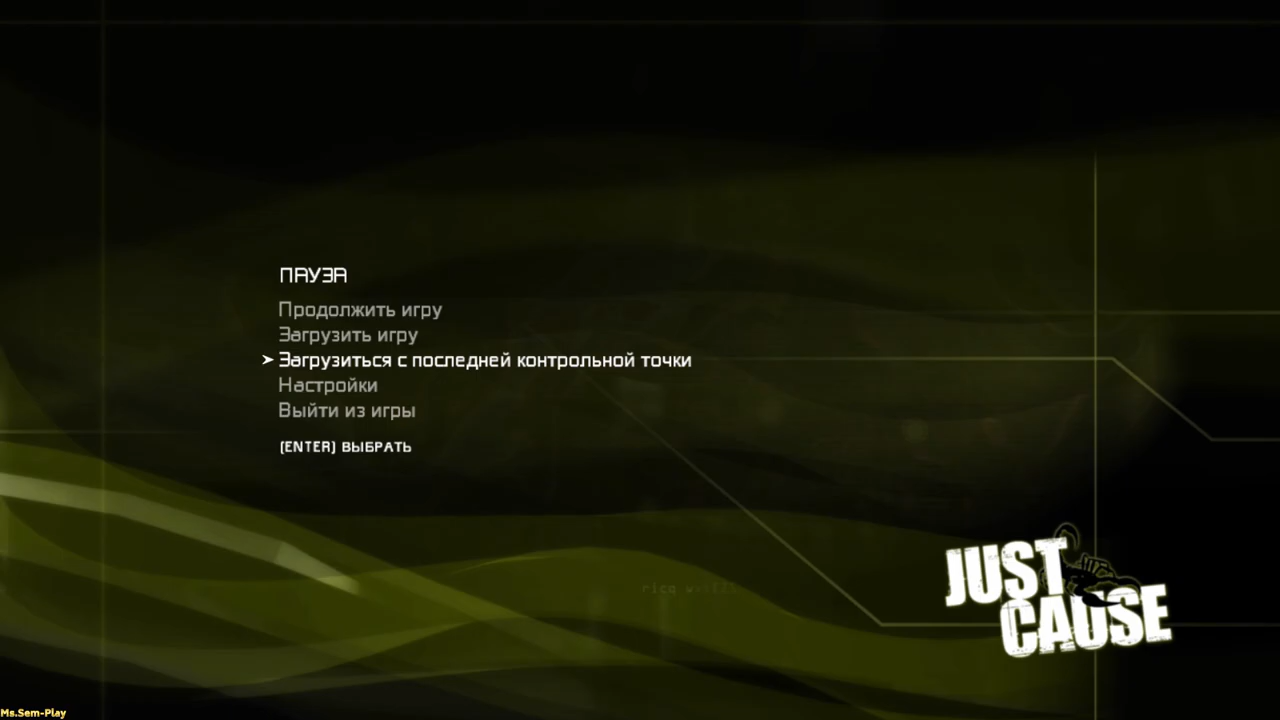 ПАУЗА
Продолжить игру
Загрузить игру
Загрузиться с последней контрольной точки
Настройки
Выйти из игры
(ENTER) ВЫБРАТЬ
JUST
CAUSE
Ms.Sem-Play